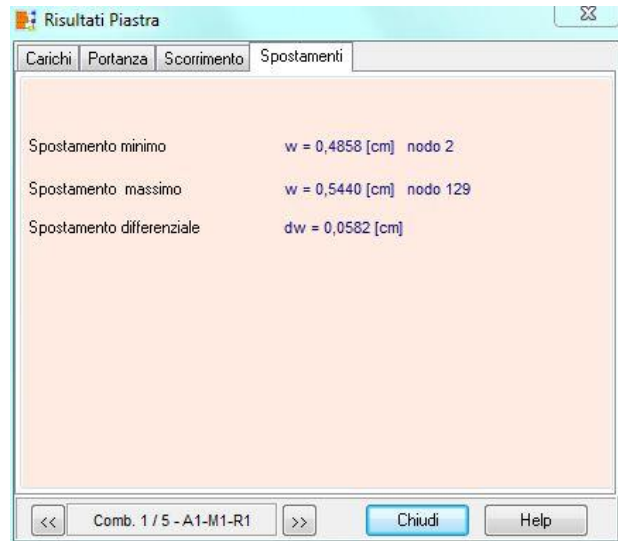 Risultati Piastra
Carichi Portanza Scorrimento Spostamenti
Spostamento minimo w = 0,4858 [cm] nodo 2
Spostamento massimo w = 0,5440 [cm] nodo 129
Spostamento differenziale dw = 0,0582 [cm]
<< Comb. 1 / 5 - A1-M1-R1 >> Chiudi Help